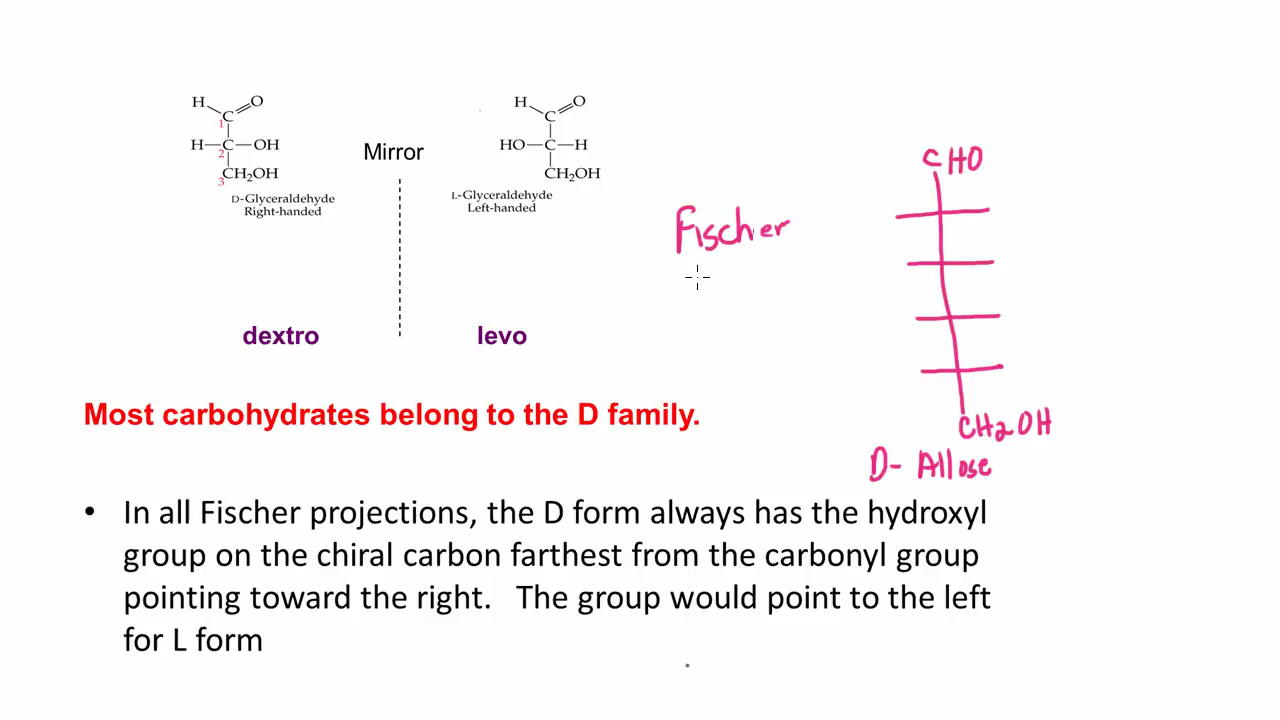 H O
C
1
H—C—OH
2
CH₂OH
3
D-Glyceraldehyde
Right-handed
Mirror
H O
C
HO—C—H
CH₂OH
L-Glyceraldehyde
Left-handed
dextro
levo
Fischer
CHO
CH2OH
D- Allose
Most carbohydrates belong to the D family.
• In all Fischer projections, the D form always has the hydroxyl
group on the chiral carbon farthest from the carbonyl group
pointing toward the right. The group would point to the left
for L form